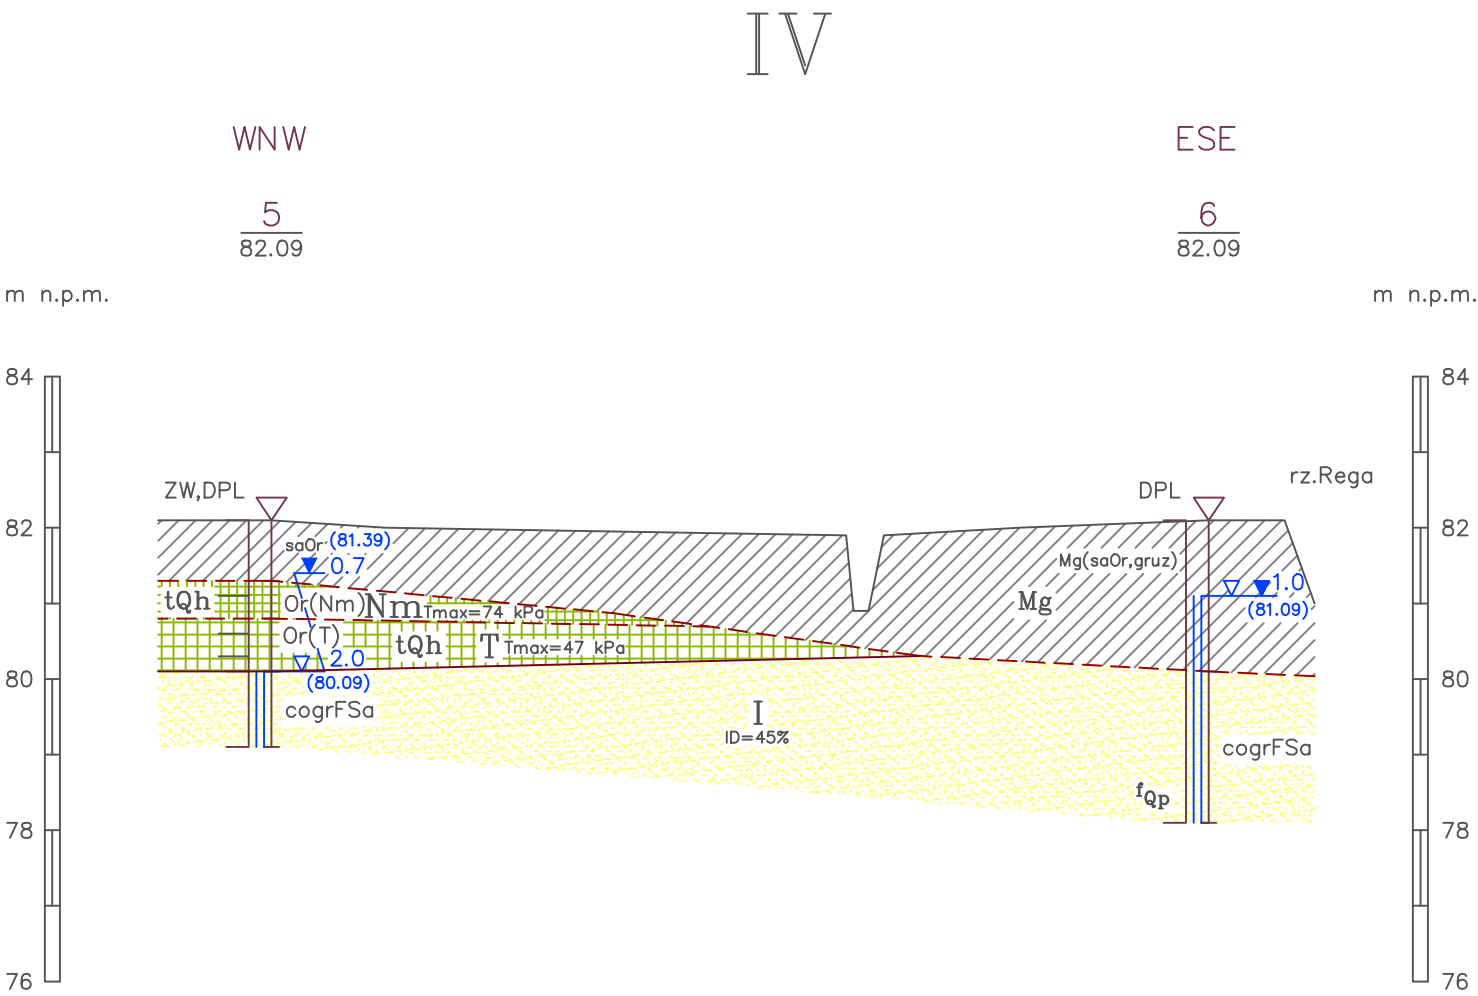 IV
WNW ESE
5 6
82.09 82.09
m n.p.m. m n.p.m.
84 84
rz.Rega
ZW,DPL DPL
82 82
saOr (81.39)
0.7 Mg(saOr,gruz)
1.0
tQh Or(Nm) Nm Tmax=74 kPa Mg (81.09)
Or(T) tQh T Tmax=47 kPa
2.0
80 (80.09) 80
cogrFSa I
ID=45% cogrFSa
fQp
78 78
76 76